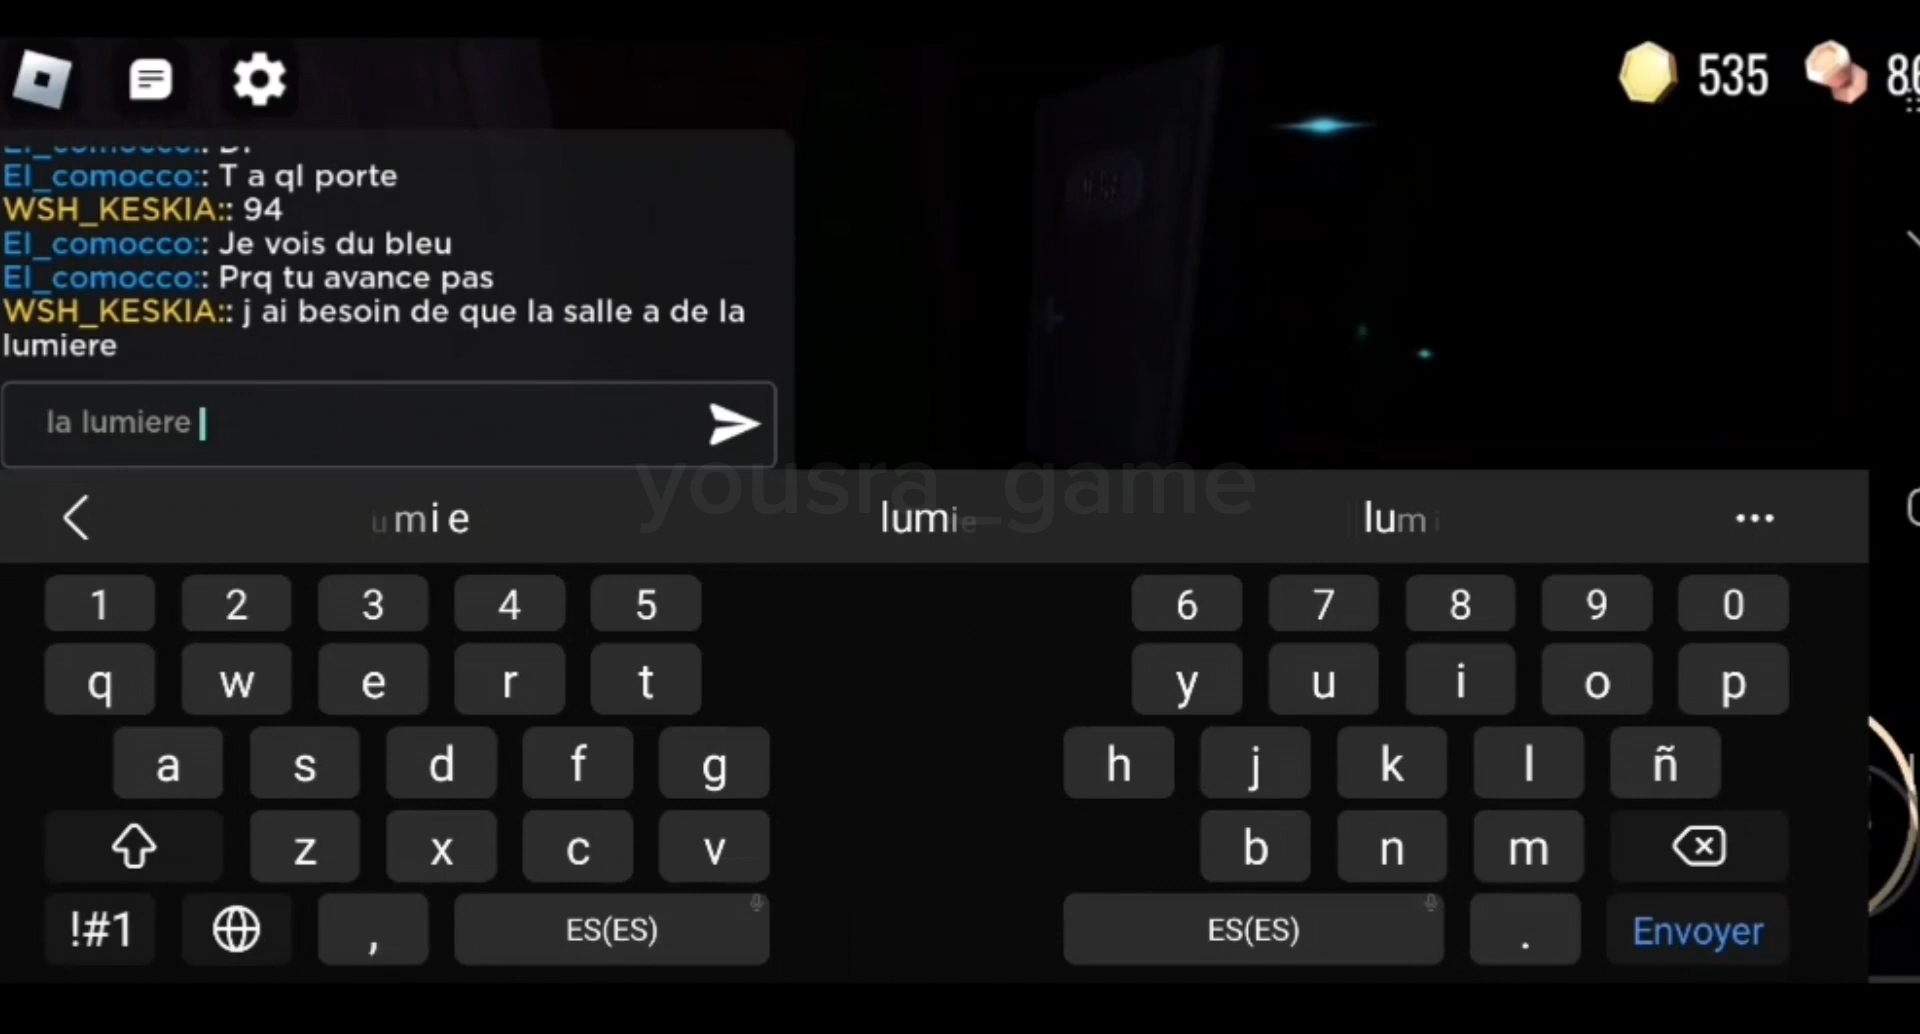 535
El_comocco:: T a ql porte
WSH_KESKIA:: 94
El_comocco:: Je vois du bleu
El_comocco:: Prq tu avance pas
WSH_KESKIA:: j ai besoin de que la salle a de la
lumiere
la lumiere
yousra_game
1 2 3 4 5 6 7 8 9 0
q w e r t y u i o p
a s d f g h j k l ñ
z x c v b n m
!#1 , ES(ES) ES(ES) . Envoyer